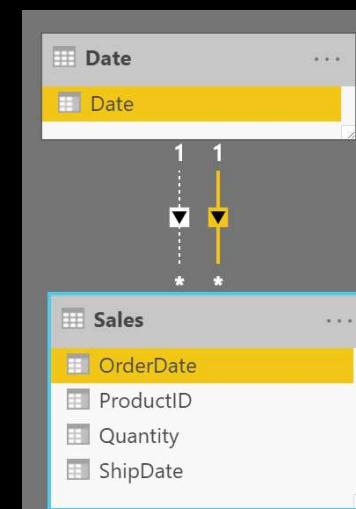 Date ...
Date
1 1
* *
Sales ...
OrderDate
ProductID
Quantity
ShipDate